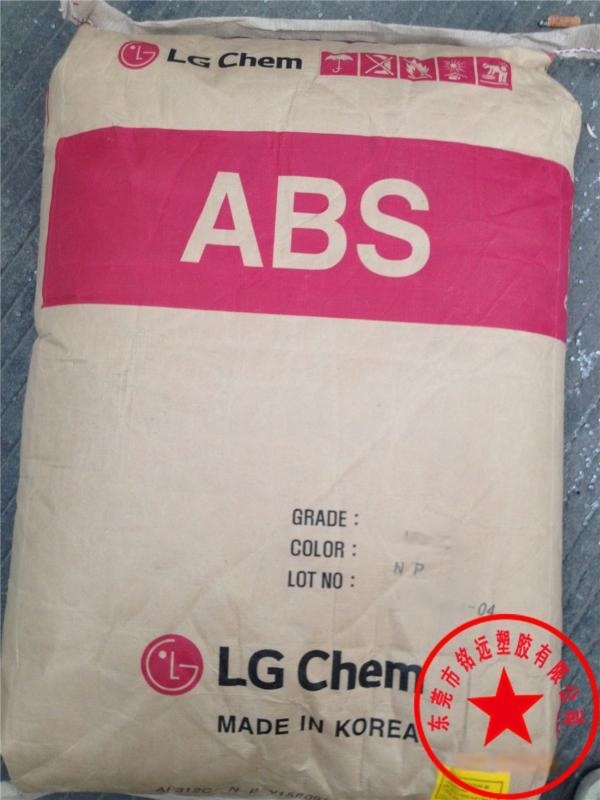 LG Chem
ABS
GRADE :
COLOR :
N P
LOT NO :
-04
LG Chem
MADE IN KOREA
东莞市铭远塑胶有限公司